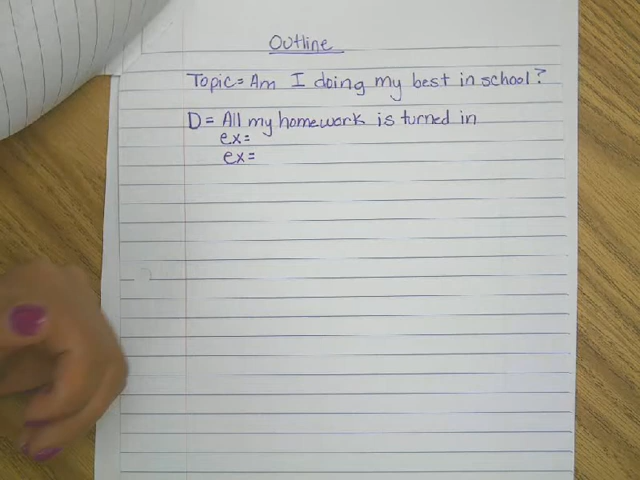 Outline
Topic = Am I doing my best in school?
D = All my homework is turned in
ex =
ex =